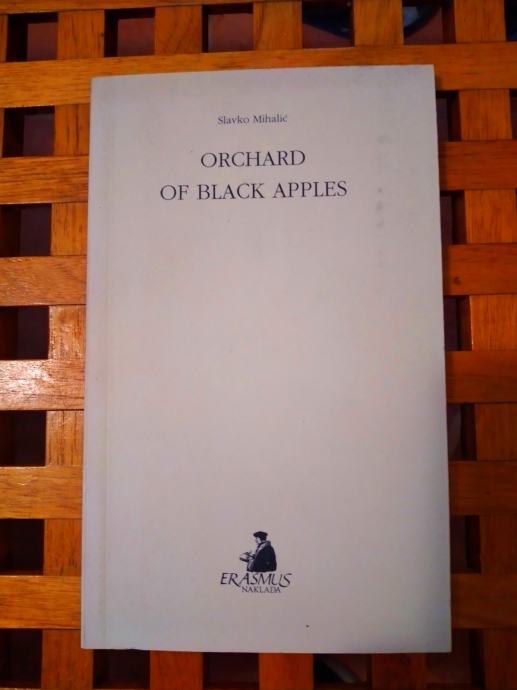 Slavko Mihalić
ORCHARD
OF BLACK APPLES
ERASMUS
NAKLADA